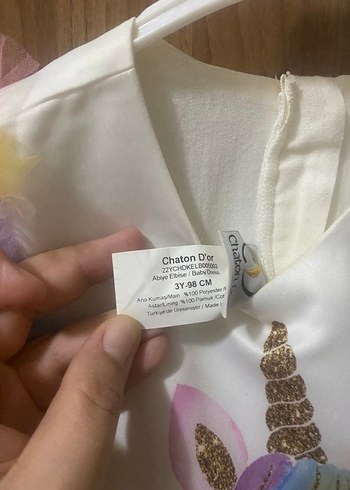 Chaton D'or
Abiye Elbise / Baby Dress
3Y-98 CM
Ana Kumaş/Main %100 Polyester
Astar/Lining %100 Pamuk /Cot
Türkiye'de Üretilmiştir / Made
Chaton